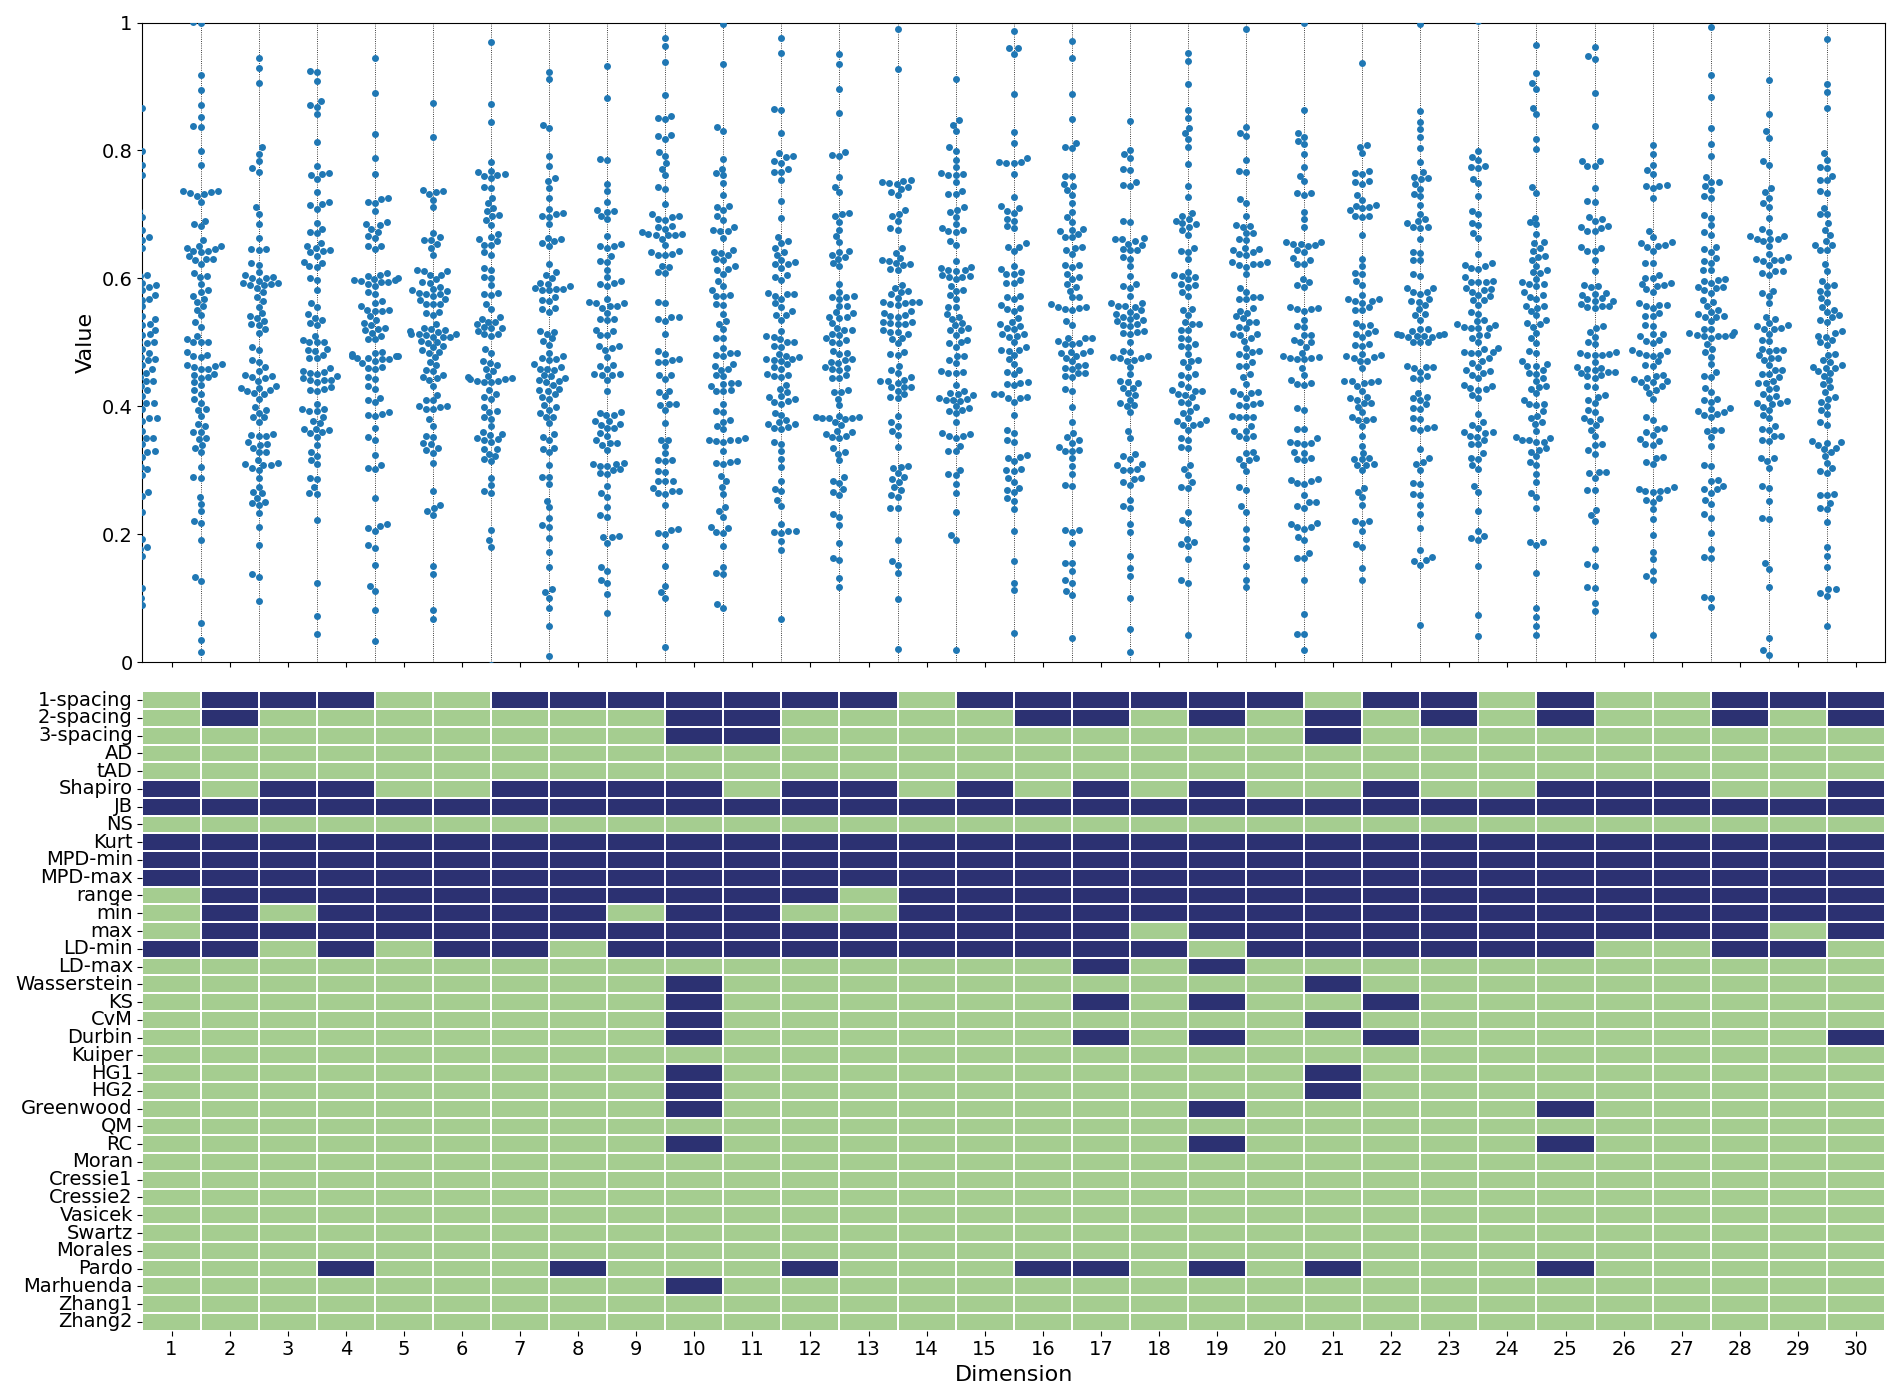 1
0.8
0.6
0.4
0.2
0
Value
1-spacing
2-spacing
3-spacing
AD
tAD
Shapiro
JB
NS
Kurt
MPD-min
MPD-max
range
min
max
LD-min
LD-max
Wasserstein
KS
CvM
Durbin
Kuiper
HG1
HG2
Greenwood
QM
RC
Moran
Cressie1
Cressie2
Vasicek
Swartz
Morales
Pardo
Marhuenda
Zhang1
Zhang2
1 2 3 4 5 6 7 8 9 10 11 12 13 14 15 16 17 18 19 20 21 22 23 24 25 26 27 28 29 30
Dimension